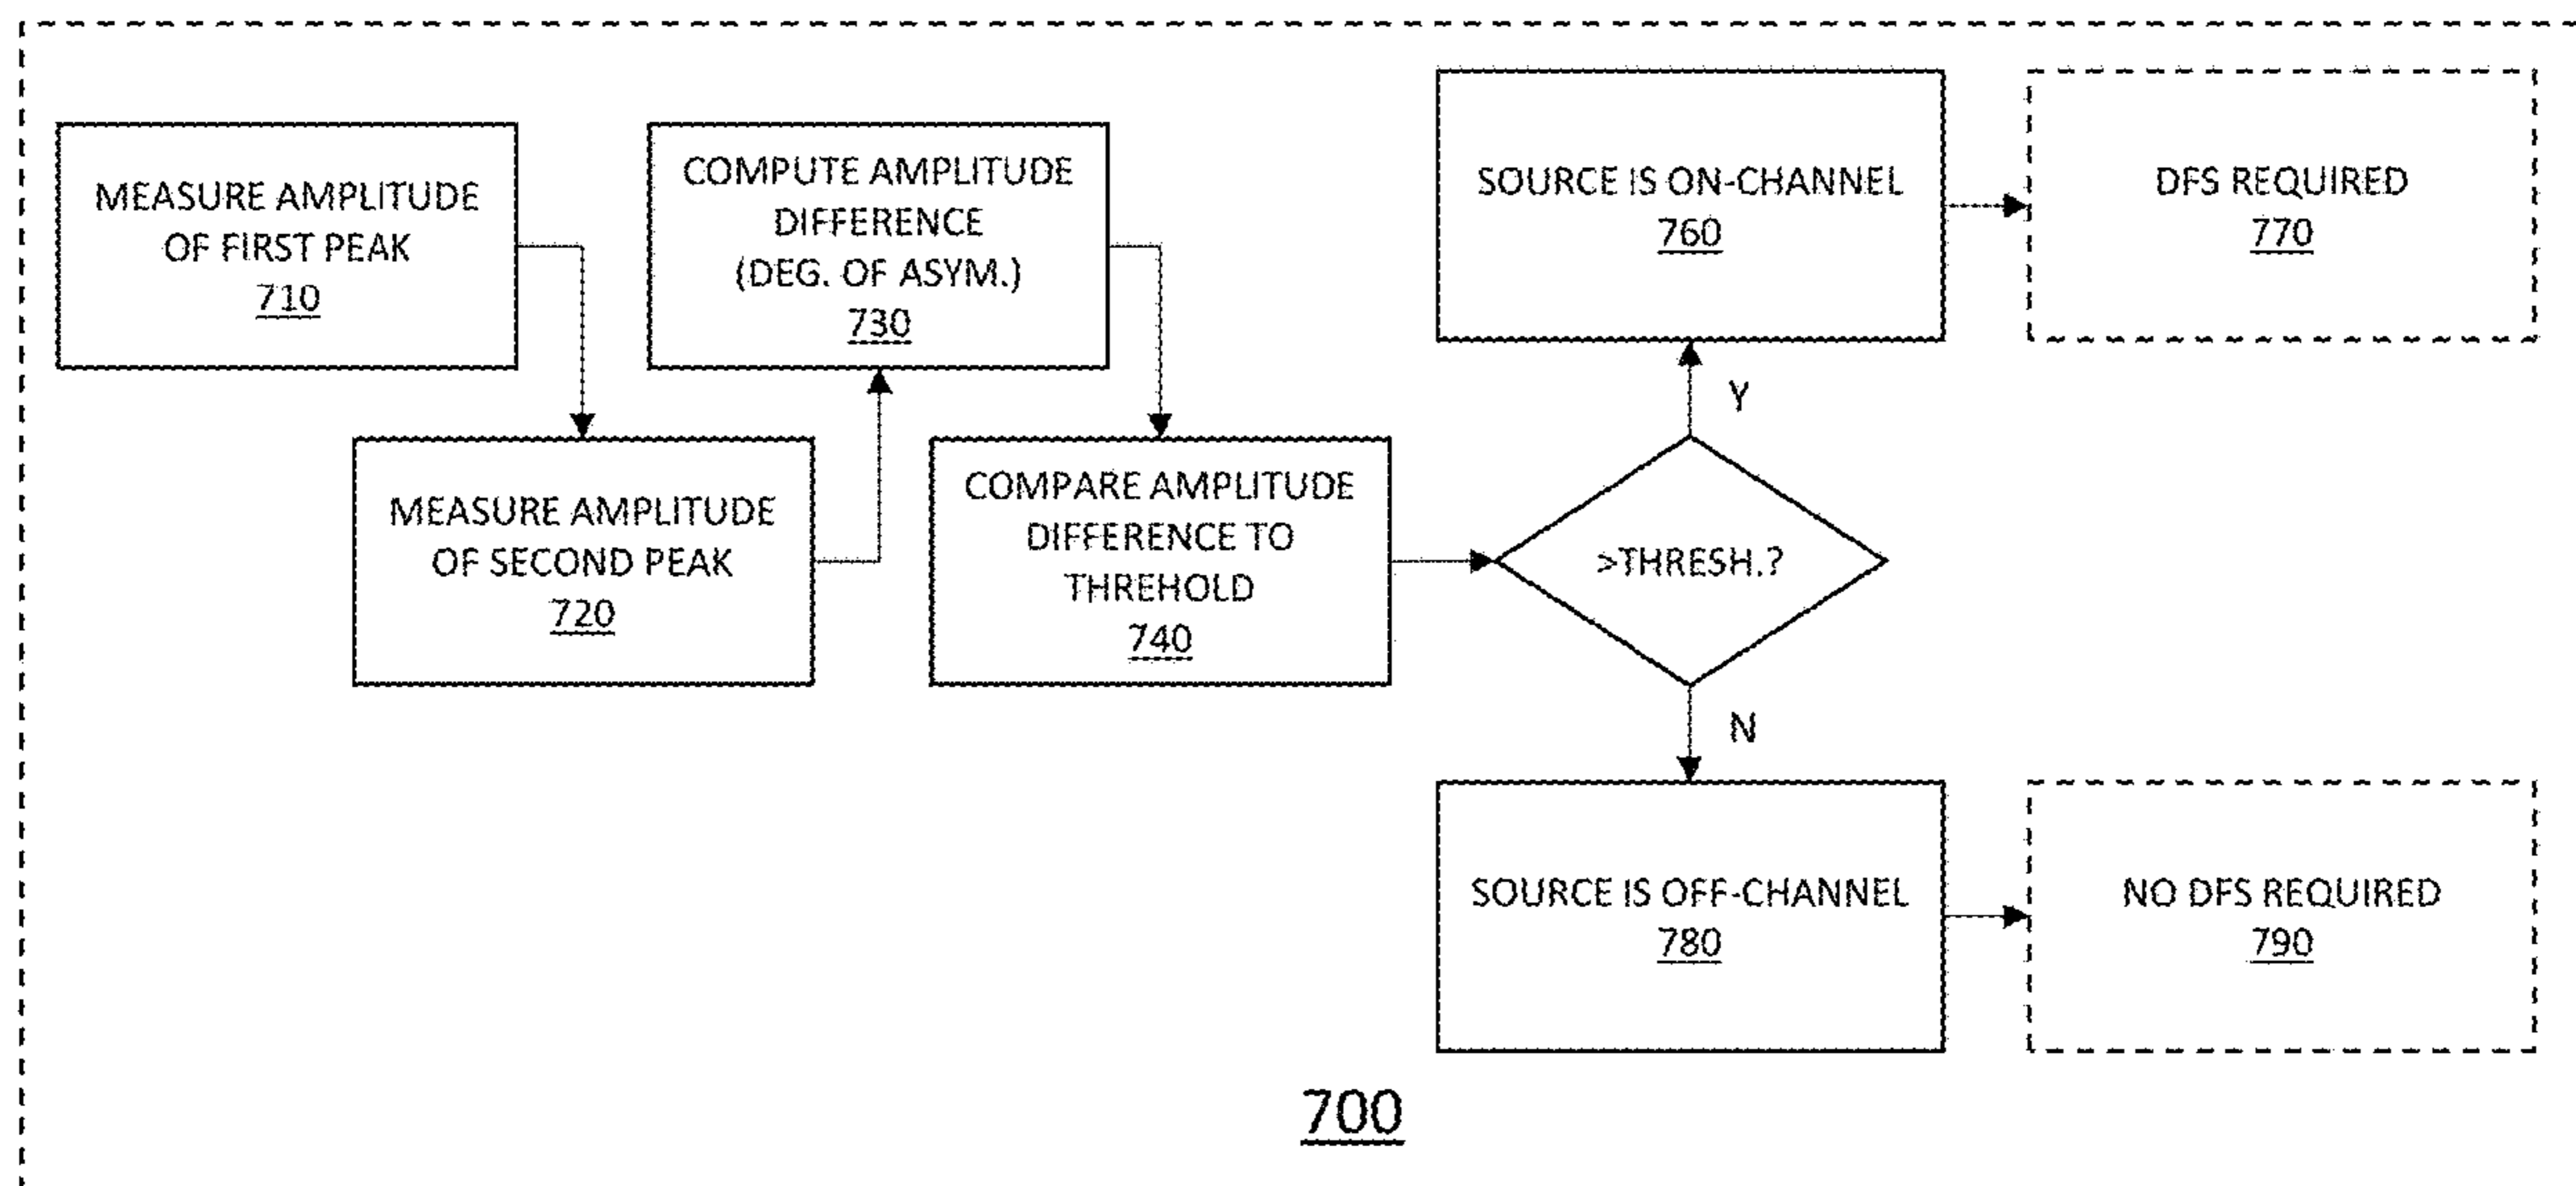 MEASURE AMPLITUDE
OF FIRST PEAK
710
MEASURE AMPLITUDE
OF SECOND PEAK
720
COMPUTE AMPLITUDE
DIFFERENCE
(DEG. OF ASYM.)
730
COMPARE AMPLITUDE
DIFFERENCE TO
THREHOLD
740
>THRESH.?
Y
SOURCE IS ON-CHANNEL
760
DFS REQUIRED
770
N
SOURCE IS OFF-CHANNEL
780
NO DFS REQUIRED
790
700